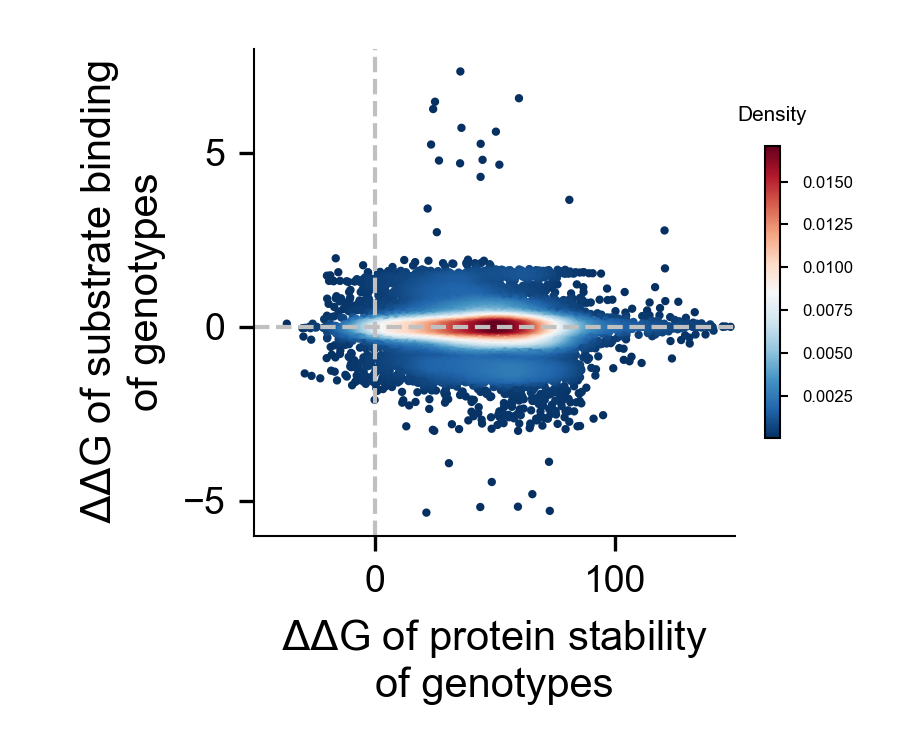 ΔΔG of substrate binding
of genotypes
5
0
−5
0
100
ΔΔG of protein stability
of genotypes
Density
0.0150
0.0125
0.0100
0.0075
0.0050
0.0025